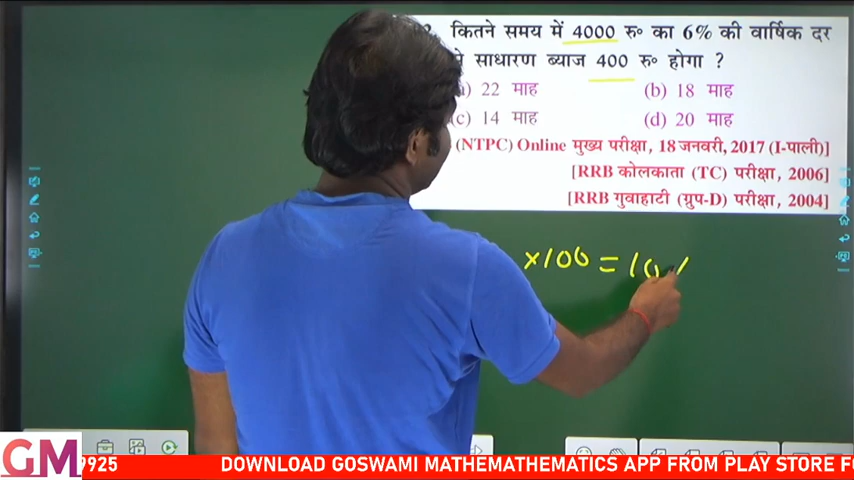 कितने समय में 4000 रु० का 6% की वार्षिक दर
साधारण ब्याज 400 रु० होगा ?
22 माह
(b) 18 माह
(c) 14 माह
(d) 20 माह
(NTPC) Online मुख्य परीक्षा, 18 जनवरी, 2017 (I-पाली)]
[RRB कोलकाता (TC) परीक्षा, 2006]
[RRB गुवाहाटी (ग्रुप-D) परीक्षा, 2004]
×100 = 10
GM
9925 DOWNLOAD GOSWAMI MATHEMATHEMATICS APP FROM PLAY STORE